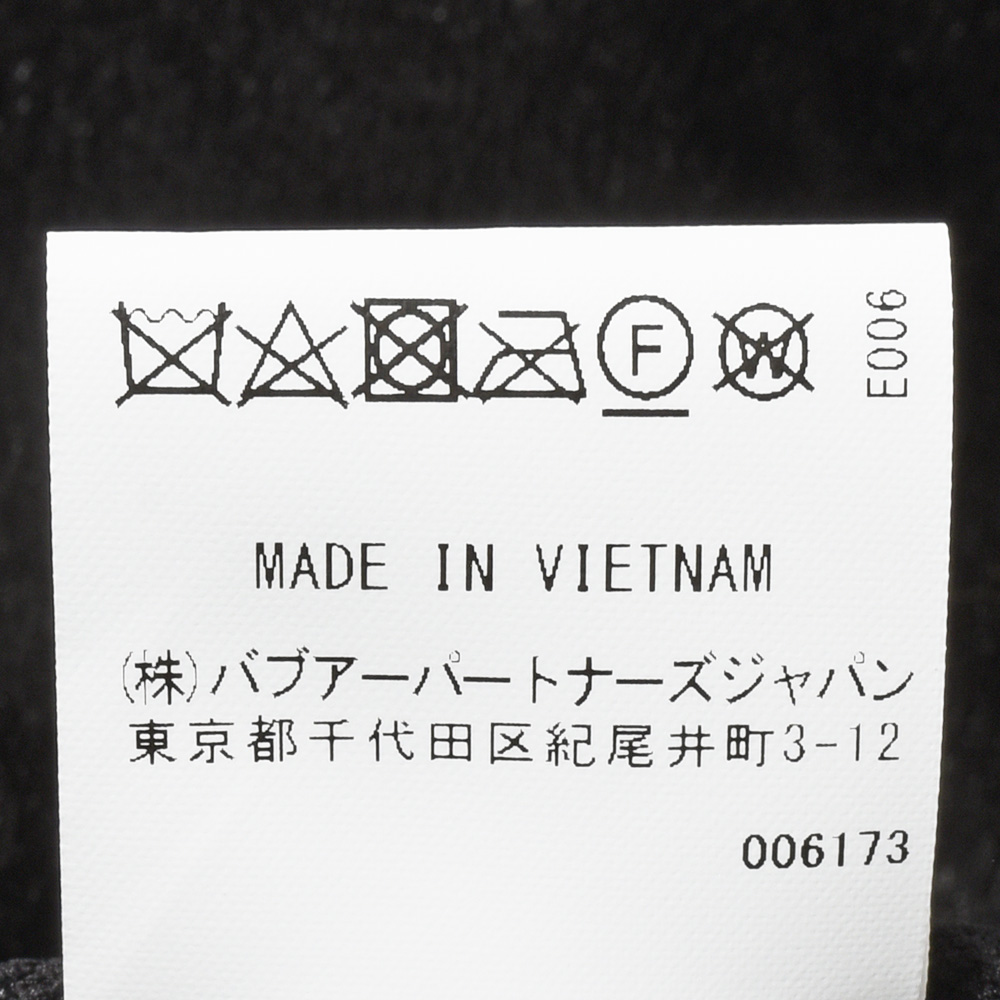 F W E006
MADE IN VIETNAM
(株)バブアーパートナーズジャパン
東京都千代田区紀尾井町3-12
006173